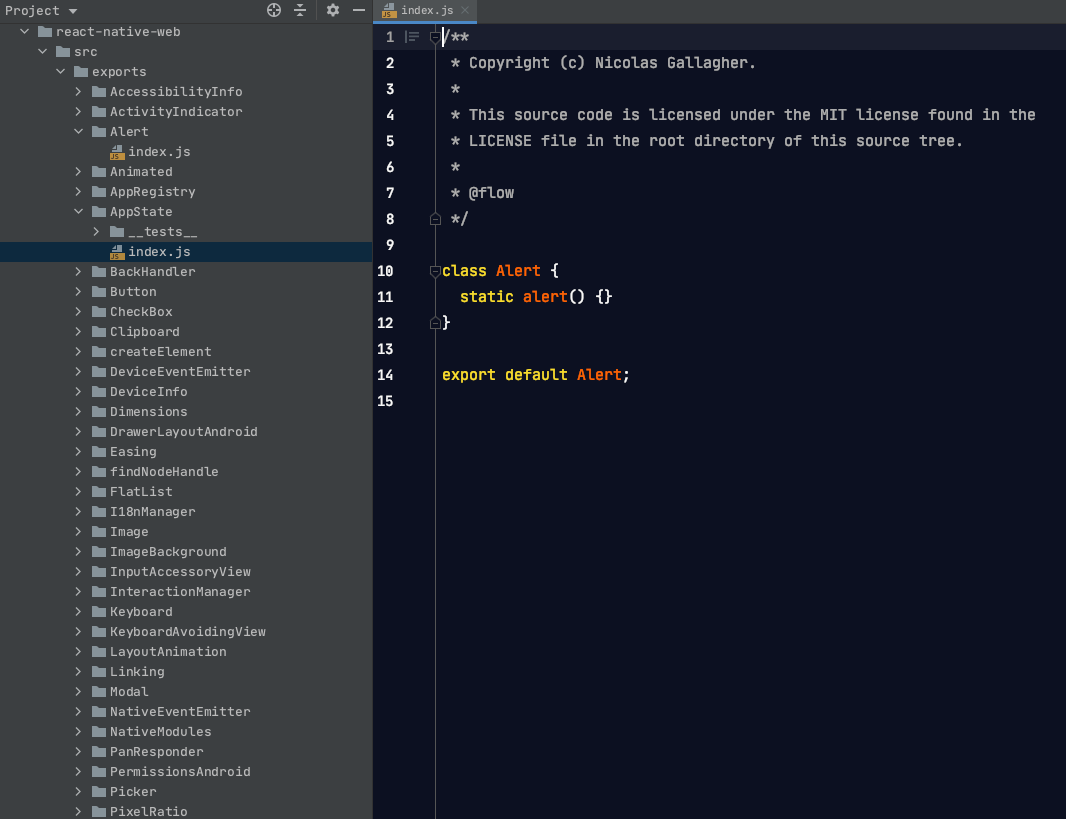 Project
react-native-web
src
exports
AccessibilityInfo
ActivityIndicator
Alert
JS index.js
Animated
AppRegistry
AppState
__tests__
JS index.js
BackHandler
Button
CheckBox
Clipboard
createElement
DeviceEventEmitter
DeviceInfo
Dimensions
DrawerLayoutAndroid
Easing
findNodeHandle
FlatList
I18nManager
Image
ImageBackground
InputAccessoryView
InteractionManager
Keyboard
KeyboardAvoidingView
LayoutAnimation
Linking
Modal
NativeEventEmitter
NativeModules
PanResponder
PermissionsAndroid
Picker
PixelRatio
JS index.js
1 /**
2 * Copyright (c) Nicolas Gallagher.
3 *
4 * This source code is licensed under the MIT license found in the
5 * LICENSE file in the root directory of this source tree.
6 *
7 * @flow
8 */
9
10 class Alert {
11 static alert() {}
12 }
13
14 export default Alert;
15